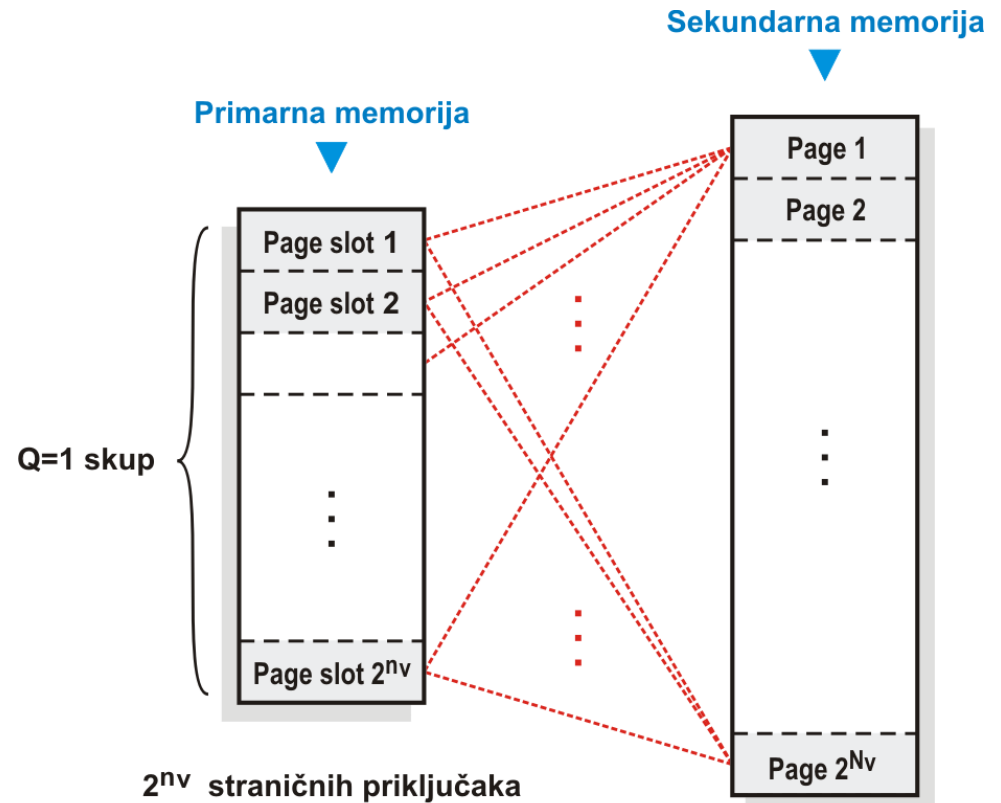 Sekundarna memorija
Primarna memorija
Page 1
Page 2
Page slot 1
Page slot 2
Q=1 skup
Page slot 2^nv
Page 2^Nv
2^nv straničnih priključaka